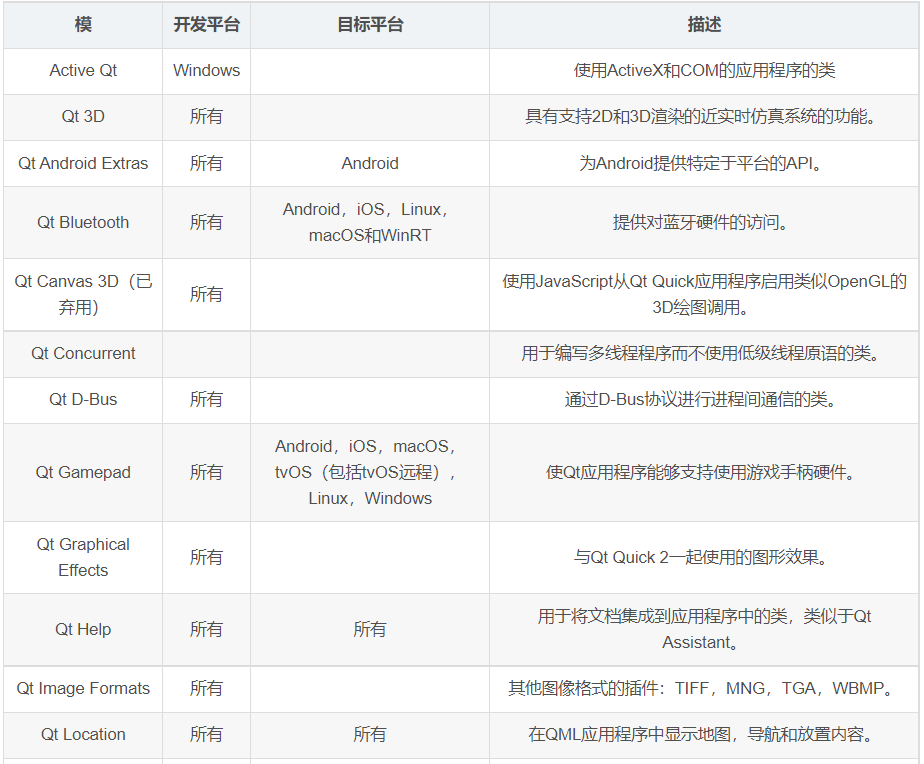 模 开发平台 目标平台 描述
Active Qt Windows 使用ActiveX和COM的应用程序的类
Qt 3D 所有 具有支持2D和3D渲染的近实时仿真系统的功能。
Qt Android Extras 所有 Android 为Android提供特定于平台的API。
Qt Bluetooth 所有 Android，iOS，Linux，
macOS和WinRT 提供对蓝牙硬件的访问。
Qt Canvas 3D（已
弃用） 所有 使用JavaScript从Qt Quick应用程序启用类似OpenGL的
3D绘图调用。
Qt Concurrent 用于编写多线程程序而不使用低级线程原语的类。
Qt D-Bus 所有 通过D-Bus协议进行进程间通信的类。
Qt Gamepad 所有 Android，iOS，macOS，
tvOS（包括tvOS远程），
Linux，Windows 使Qt应用程序能够支持使用游戏手柄硬件。
Qt Graphical
Effects 所有 与Qt Quick 2一起使用的图形效果。
Qt Help 所有 所有 用于将文档集成到应用程序中的类，类似于Qt
Assistant。
Qt Image Formats 所有 其他图像格式的插件：TIFF，MNG，TGA，WBMP。
Qt Location 所有 所有 在QML应用程序中显示地图，导航和放置内容。